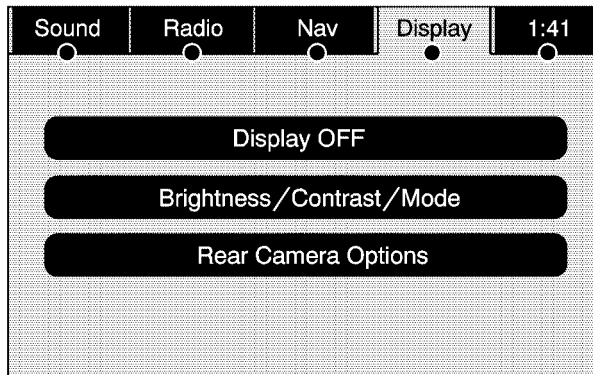 Sound Radio Nav Display 1:41
Display OFF
Brightness/Contrast/Mode
Rear Camera Options